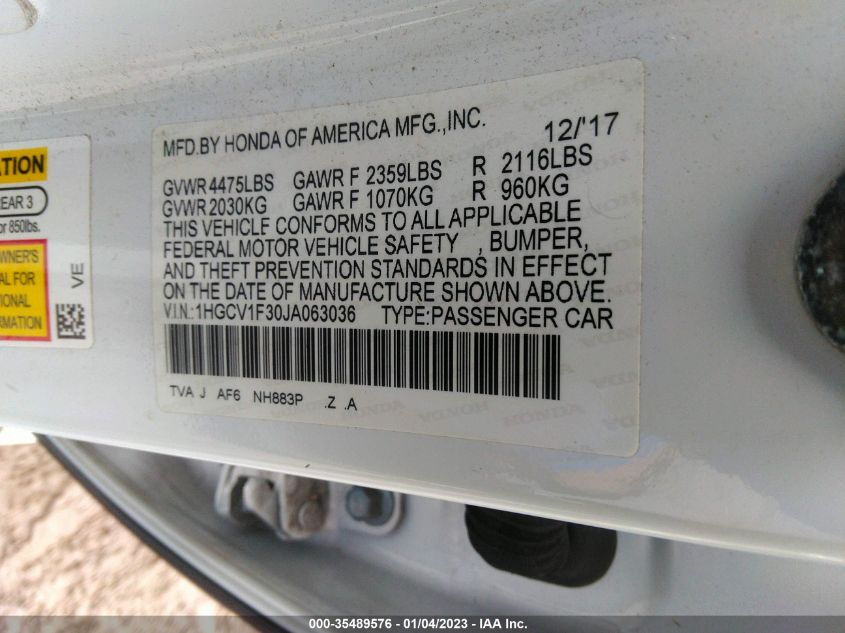 MFD.BY HONDA OF AMERICA MFG.,INC. 12/'17
GVWR 4475LBS GAWR F 2359LBS R 2116LBS
GVWR 2030KG GAWR F 1070KG R 960KG
THIS VEHICLE CONFORMS TO ALL APPLICABLE
FEDERAL MOTOR VEHICLE SAFETY , BUMPER,
AND THEFT PREVENTION STANDARDS IN EFFECT
ON THE DATE OF MANUFACTURE SHOWN ABOVE.
V.I.N.:1HGCV1F30JA063036 TYPE:PASSENGER CAR
TVA J AF6 NH883P .Z .A
ATION
REAR 3
or 850lbs.
OWNER'S
AL FOR
TIONAL
RMATION
VE
000-35489576 - 01/04/2023 - IAA Inc.